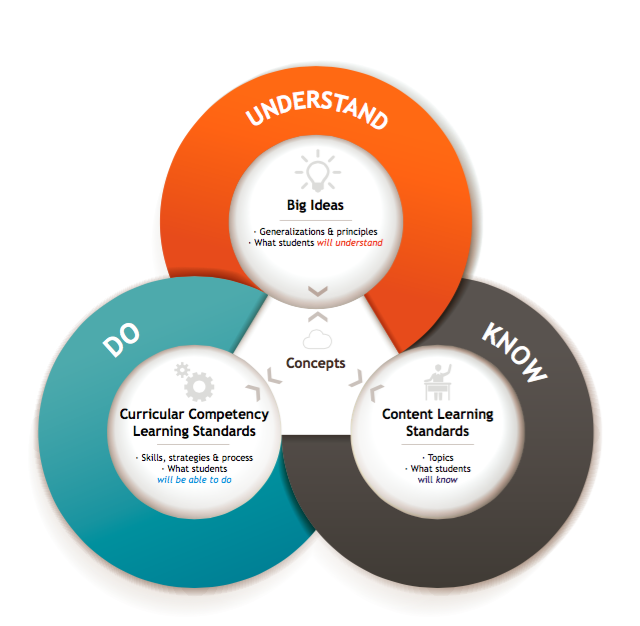 UNDERSTAND
Big Ideas
· Generalizations & principles
· What students will understand
Concepts
DO
Curricular Competency
Learning Standards
· Skills, strategies & process
· What students
will be able to do
KNOW
Content Learning
Standards
· Topics
· What students
will know